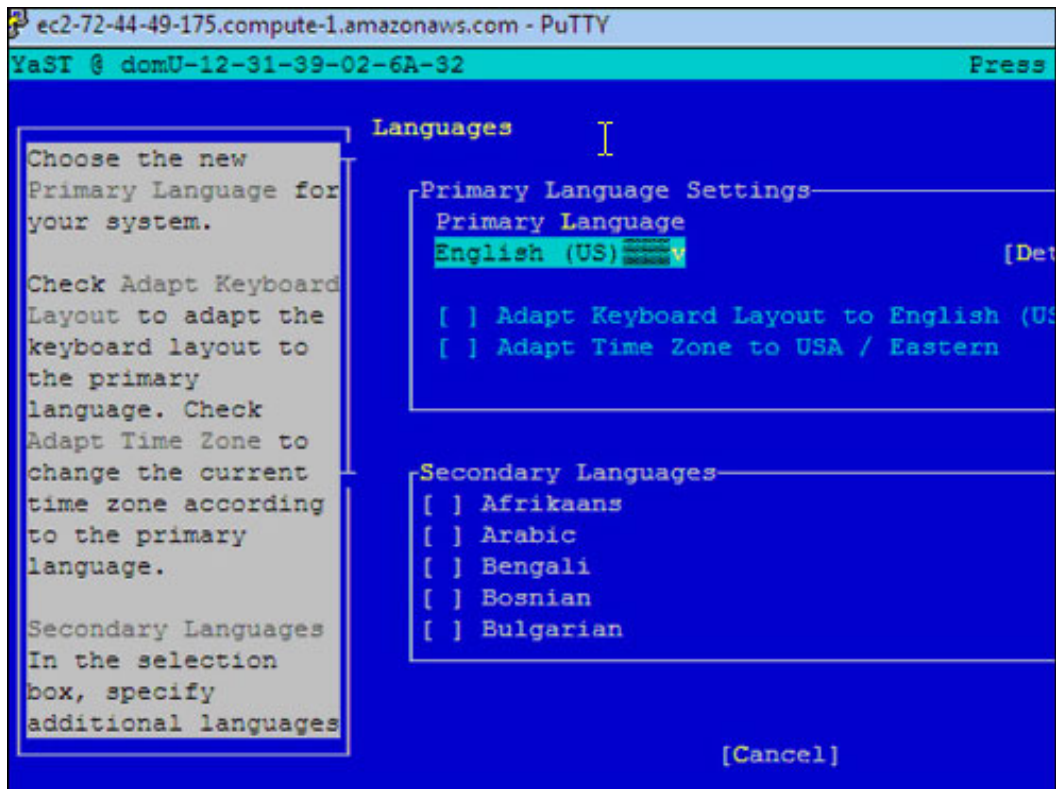 ec2-72-44-49-175.compute-1.amazonaws.com - PuTTY
YaST @ domU-12-31-39-02-6A-32 Press
Languages
Choose the new
Primary Language for
your system.
Check Adapt Keyboard
Layout to adapt the
keyboard layout to
the primary
language. Check
Adapt Time Zone to
change the current
time zone according
to the primary
language.
Secondary Languages
In the selection
box, specify
additional languages
Primary Language Settings
Primary Language
English (US) v
[Det
[ ] Adapt Keyboard Layout to English (US
[ ] Adapt Time Zone to USA / Eastern
Secondary Languages
[ ] Afrikaans
[ ] Arabic
[ ] Bengali
[ ] Bosnian
[ ] Bulgarian
[Cancel]